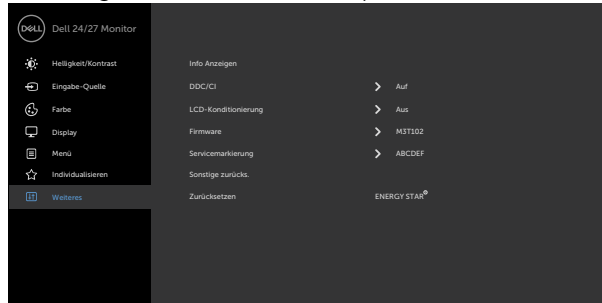 DELL Dell 24/27 Monitor
Helligkeit/Kontrast Info Anzeigen
Eingabe-Quelle DDC/CI Auf
Farbe LCD-Konditionierung Aus
Display Firmware M3T102
Menü Servicemarkierung ABCDEF
Individualisieren Sonstige zurücks.
Weiteres Zurücksetzen ENERGY STAR®